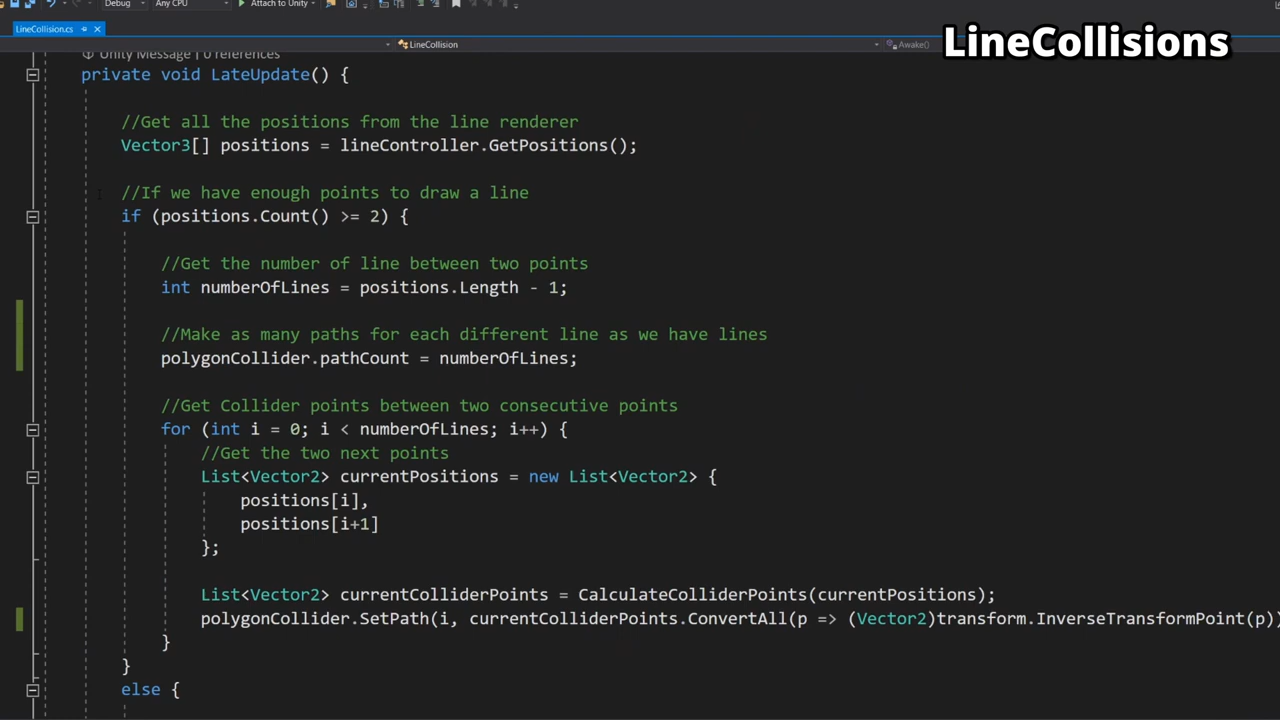 Debug
Any CPU
Attach to Unity
LineCollision.cs
LineCollision
Awake()
LineCollisions
Unity Message | 0 references
private void LateUpdate() {
//Get all the positions from the line renderer
Vector3[] positions = lineController.GetPositions();
//If we have enough points to draw a line
if (positions.Count() >= 2) {
//Get the number of line between two points
int numberOfLines = positions.Length - 1;
//Make as many paths for each different line as we have lines
polygonCollider.pathCount = numberOfLines;
//Get Collider points between two consecutive points
for (int i = 0; i < numberOfLines; i++) {
//Get the two next points
List<Vector2> currentPositions = new List<Vector2> {
positions[i],
positions[i+1]
};
List<Vector2> currentColliderPoints = CalculateColliderPoints(currentPositions);
polygonCollider.SetPath(i, currentColliderPoints.ConvertAll(p => (Vector2)transform.InverseTransformPoint(p))
}
}
else {